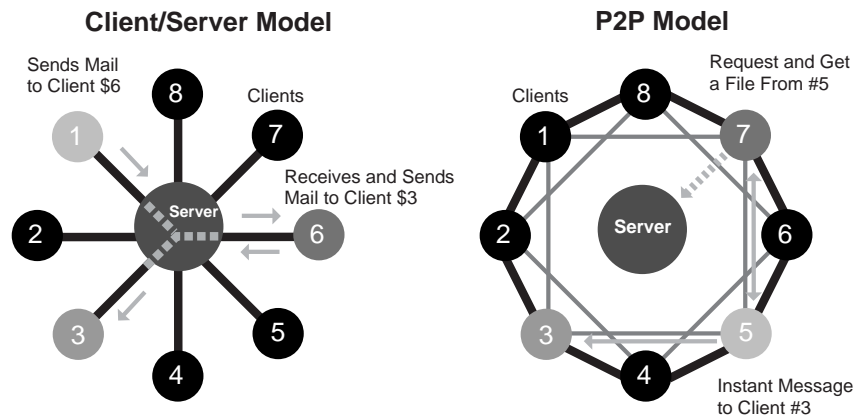 Client/Server Model
Sends Mail
to Client $6
Clients
1
8
7
Receives and Sends
Mail to Client $3
Server
2
6
3
5
4
P2P Model
Request and Get
a File From #5
Clients
8
1
7
2
Server
6
3
5
4
Instant Message
to Client #3